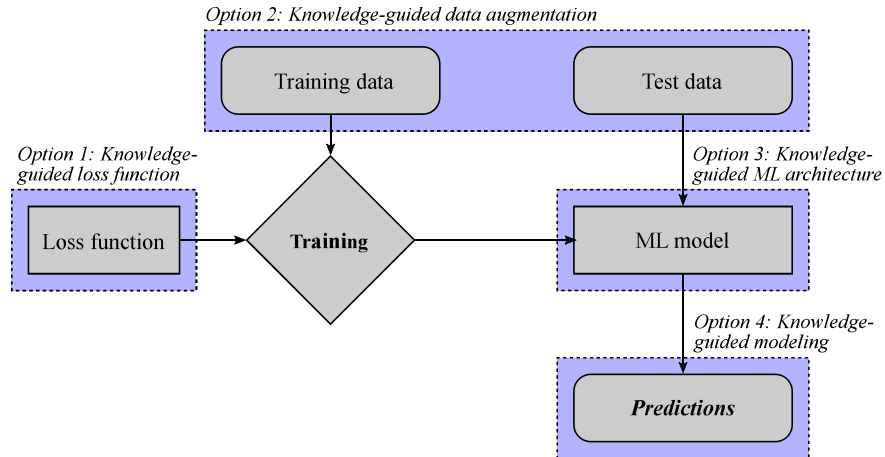 Option 2: Knowledge-guided data augmentation
Training data
Test data
Option 1: Knowledge-
guided loss function
Option 3: Knowledge-
guided ML architecture
Loss function
Training
ML model
Option 4: Knowledge-
guided modeling
Predictions